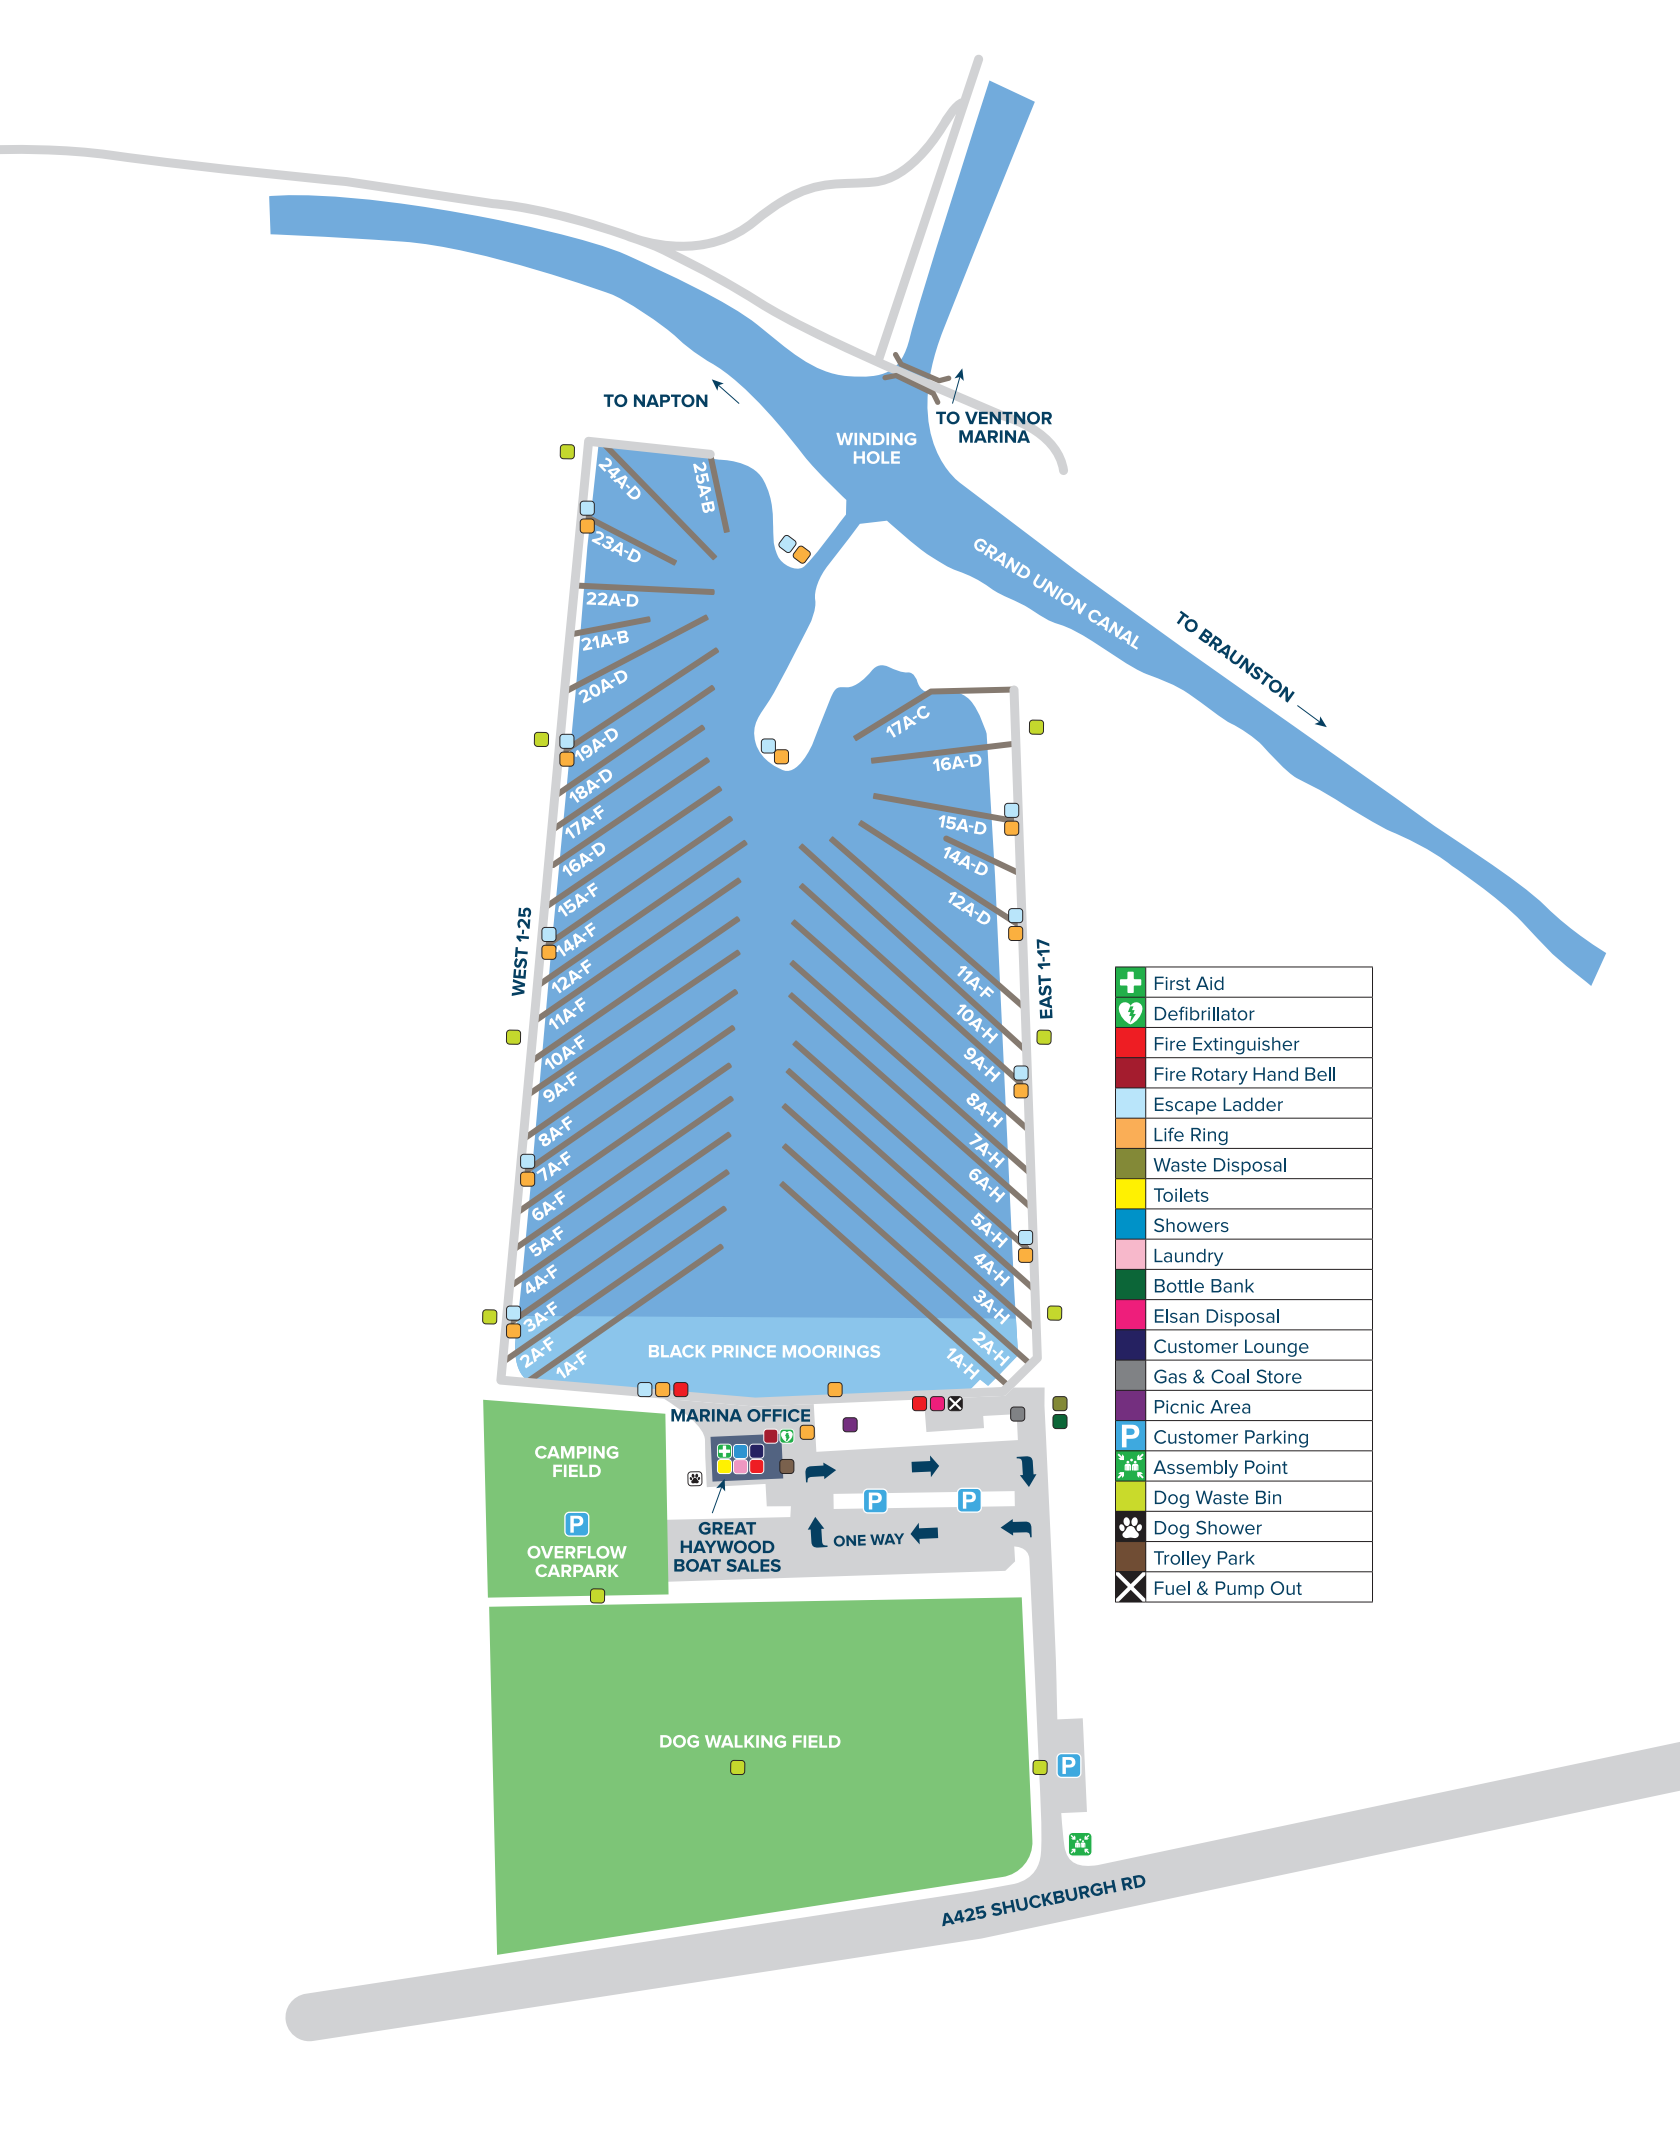 TO NAPTON
TO VENTNOR
MARINA
WINDING
HOLE
GRAND UNION CANAL
TO BRAUNSTON
24A-D
25A-B
23A-D
22A-D
21A-B
20A-D
19A-D
18A-D
17A-F
16A-D
15A-F
14A-F
12A-F
11A-F
10A-F
9A-F
8A-F
7A-F
6A-F
5A-F
4A-F
3A-F
2A-F
1A-F
WEST 1-25
17A-C
16A-D
15A-D
14A-D
12A-D
11A-F
10A-H
9A-H
8A-H
7A-H
6A-H
5A-H
4A-H
3A-H
2A-H
1A-H
EAST 1-17
BLACK PRINCE MOORINGS
MARINA OFFICE
CAMPING
FIELD
P
OVERFLOW
CARPARK
GREAT
HAYWOOD
BOAT SALES
P
P
ONE WAY
DOG WALKING FIELD
P
A425 SHUCKBURGH RD
First Aid
Defibrillator
Fire Extinguisher
Fire Rotary Hand Bell
Escape Ladder
Life Ring
Waste Disposal
Toilets
Showers
Laundry
Bottle Bank
Elsan Disposal
Customer Lounge
Gas & Coal Store
Picnic Area
P Customer Parking
Assembly Point
Dog Waste Bin
Dog Shower
Trolley Park
Fuel & Pump Out